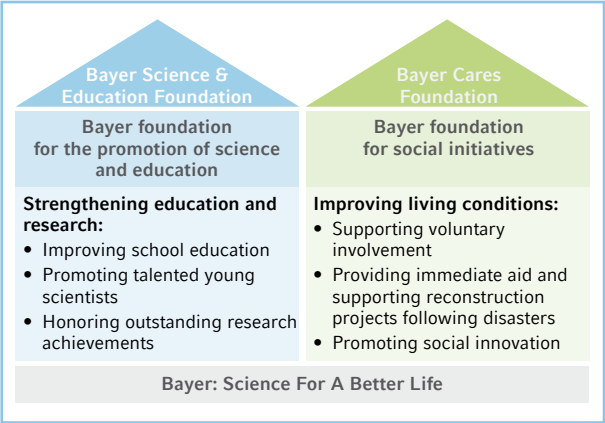 Bayer Science &
Education Foundation
Bayer foundation
for the promotion of science
and education
Strengthening education and
research:
• Improving school education
• Promoting talented young
scientists
• Honoring outstanding research
achievements
Bayer Cares
Foundation
Bayer foundation
for social initiatives
Improving living conditions:
• Supporting voluntary
involvement
• Providing immediate aid and
supporting reconstruction
projects following disasters
• Promoting social innovation
Bayer: Science For A Better Life